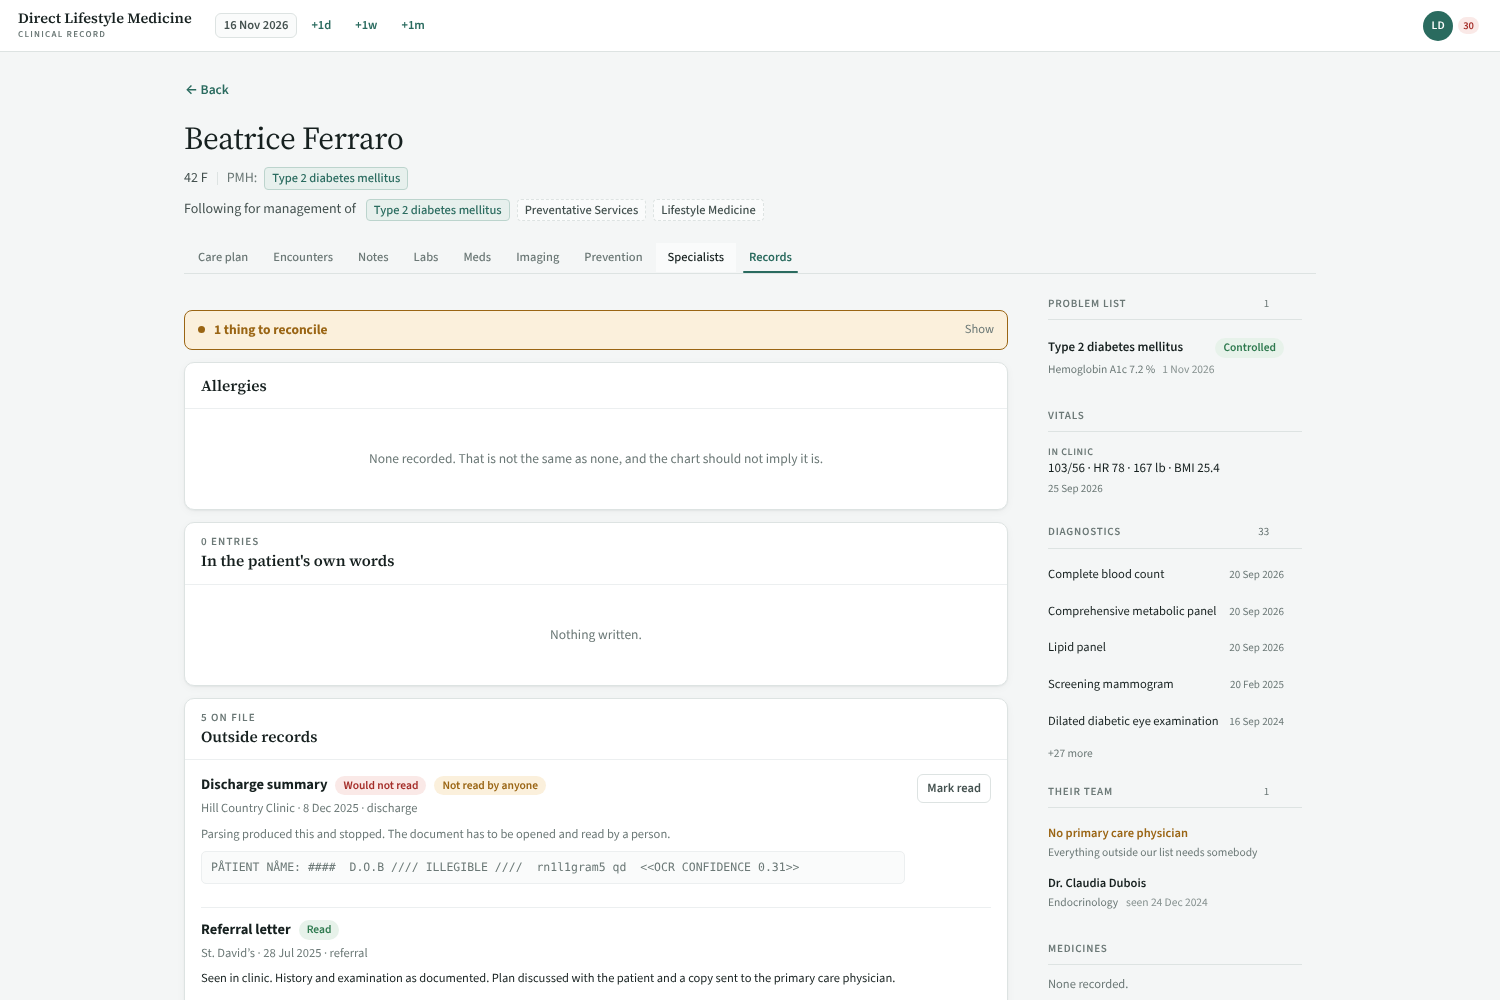 Direct Lifestyle Medicine
CLINICAL RECORD
16 Nov 2026 +1d +1w +1m
LD 30
← Back
Beatrice Ferraro
42 F PMH: Type 2 diabetes mellitus
Following for management of Type 2 diabetes mellitus Preventative Services Lifestyle Medicine
Care plan Encounters Notes Labs Meds Imaging Prevention Specialists Records
1 thing to reconcile Show
Allergies
None recorded. That is not the same as none, and the chart should not imply it is.
0 ENTRIES
In the patient's own words
Nothing written.
5 ON FILE
Outside records
Discharge summary Would not read Not read by anyone Mark read
Hill Country Clinic · 8 Dec 2025 · discharge
Parsing produced this and stopped. The document has to be opened and read by a person.
PÂTIENT NÂME: #### D.O.B //// ILLEGIBLE //// rn1l1gram5 qd <<OCR CONFIDENCE 0.31>>
Referral letter Read
St. David's · 28 Jul 2025 · referral
Seen in clinic. History and examination as documented. Plan discussed with the patient and a copy sent to the primary care physician.
PROBLEM LIST 1
Type 2 diabetes mellitus Controlled
Hemoglobin A1c 7.2 % 1 Nov 2026
VITALS
IN CLINIC
103/56 · HR 78 · 167 lb · BMI 25.4
25 Sep 2026
DIAGNOSTICS 33
Complete blood count 20 Sep 2026
Comprehensive metabolic panel 20 Sep 2026
Lipid panel 20 Sep 2026
Screening mammogram 20 Feb 2025
Dilated diabetic eye examination 16 Sep 2024
+27 more
THEIR TEAM 1
No primary care physician
Everything outside our list needs somebody
Dr. Claudia Dubois
Endocrinology seen 24 Dec 2024
MEDICINES
None recorded.